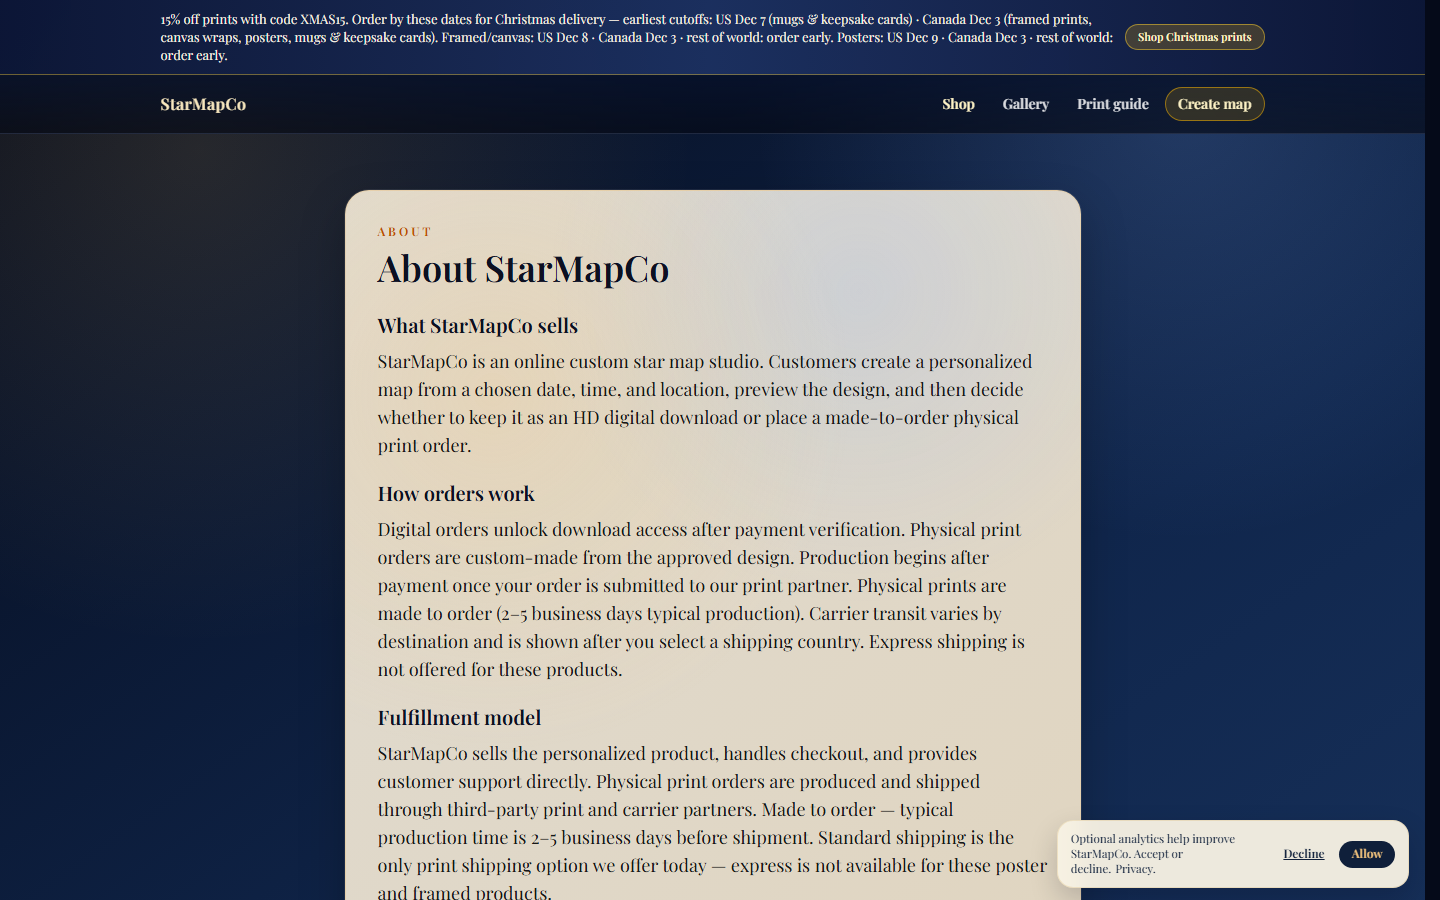 15% off prints with code XMAS15. Order by these dates for Christmas delivery — earliest cutoffs: US Dec 7 (mugs & keepsake cards) · Canada Dec 3 (framed prints,
canvas wraps, posters, mugs & keepsake cards). Framed/canvas: US Dec 8 · Canada Dec 3 · rest of world: order early. Posters: US Dec 9 · Canada Dec 3 · rest of world:
order early.
Shop Christmas prints
StarMapCo
Shop
Gallery
Print guide
Create map
ABOUT
About StarMapCo
What StarMapCo sells
StarMapCo is an online custom star map studio. Customers create a personalized
map from a chosen date, time, and location, preview the design, and then decide
whether to keep it as an HD digital download or place a made-to-order physical
print order.
How orders work
Digital orders unlock download access after payment verification. Physical print
orders are custom-made from the approved design. Production begins after
payment once your order is submitted to our print partner. Physical prints are
made to order (2–5 business days typical production). Carrier transit varies by
destination and is shown after you select a shipping country. Express shipping is
not offered for these products.
Fulfillment model
StarMapCo sells the personalized product, handles checkout, and provides
customer support directly. Physical print orders are produced and shipped
through third-party print and carrier partners. Made to order — typical
production time is 2–5 business days before shipment. Standard shipping is the
only print shipping option we offer today — express is not available for these poster
and framed products.
Optional analytics help improve
StarMapCo. Accept or
decline. Privacy.
Decline
Allow